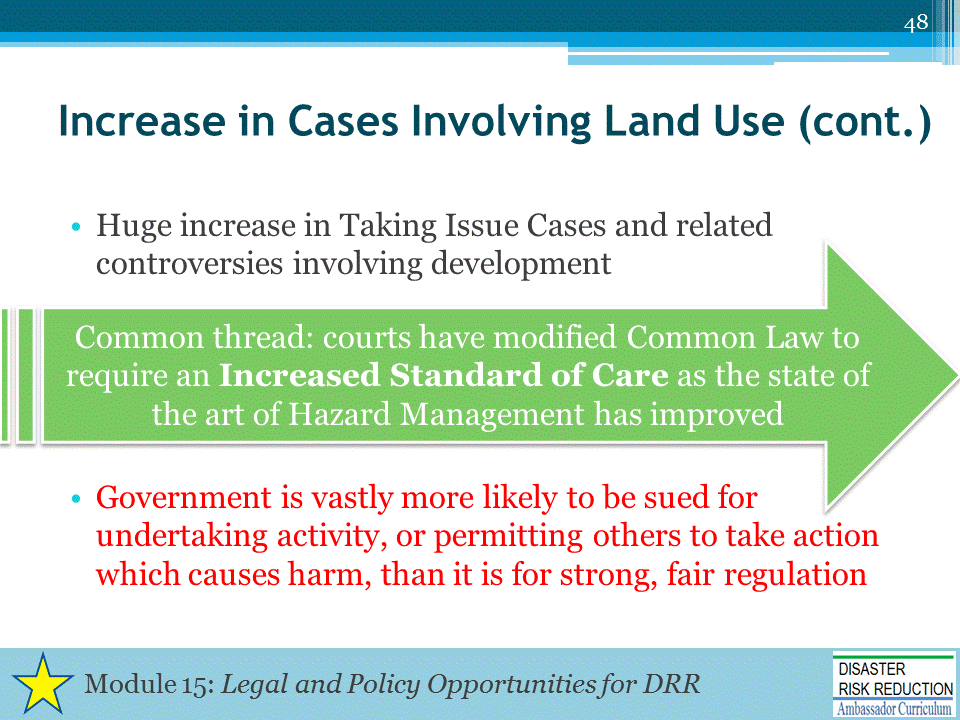 48
Increase in Cases Involving Land Use (cont.)
• Huge increase in Taking Issue Cases and related
controversies involving development
Common thread: courts have modified Common Law to
require an Increased Standard of Care as the state of
the art of Hazard Management has improved
• Government is vastly more likely to be sued for
undertaking activity, or permitting others to take action
which causes harm, than it is for strong, fair regulation
Module 15: Legal and Policy Opportunities for DRR
DISASTER
RISK REDUCTION
Ambassador Curriculum